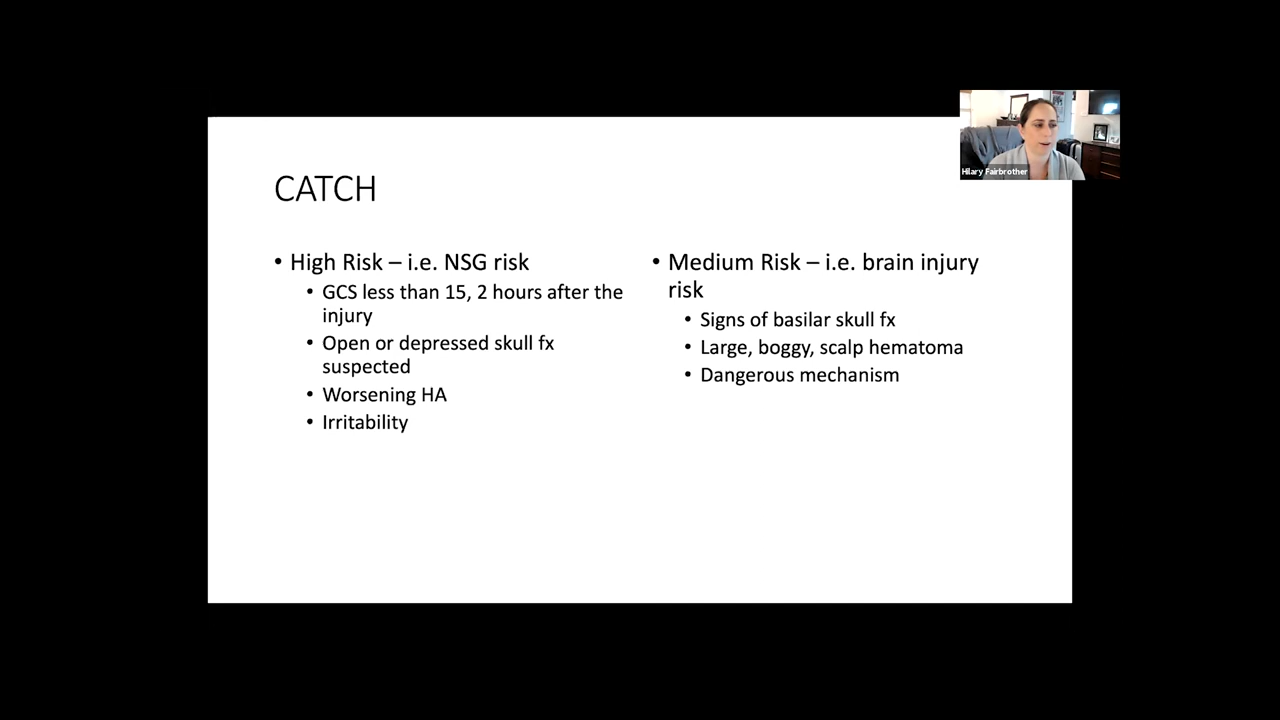 Hilary Fairbrother
CATCH
• High Risk – i.e. NSG risk
• GCS less than 15, 2 hours after the
injury
• Open or depressed skull fx
suspected
• Worsening HA
• Irritability
• Medium Risk – i.e. brain injury
risk
• Signs of basilar skull fx
• Large, boggy, scalp hematoma
• Dangerous mechanism